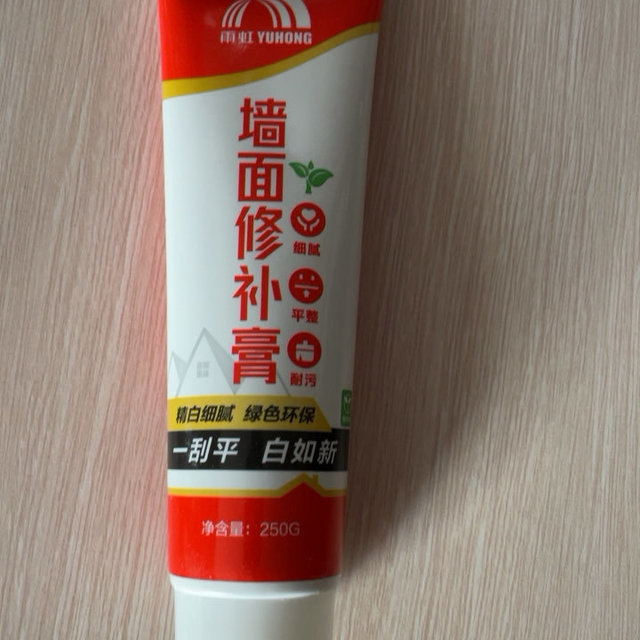 雨虹 YUHONG
墙面修补膏
细腻
平整
耐污
精白细腻 绿色环保
一刮平 白如新
净含量：250G